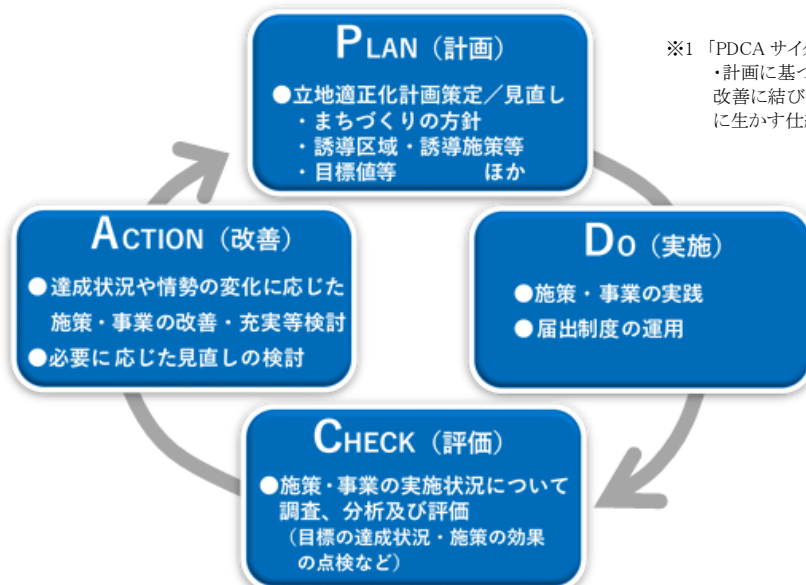 PLAN（計画）
●立地適正化計画策定／見直し
・まちづくりの方針
・誘導区域・誘導施策等
・目標値等 ほか
※1 「PDCA サイ
・計画に基づ
改善に結び
に生かす仕
ACTION（改善）
●達成状況や情勢の変化に応じた
施策・事業の改善・充実等検討
●必要に応じた見直しの検討
DO（実施）
●施策・事業の実践
●届出制度の運用
CHECK（評価）
●施策・事業の実施状況について
調査、分析及び評価
（目標の達成状況・施策の効果
の点検など）